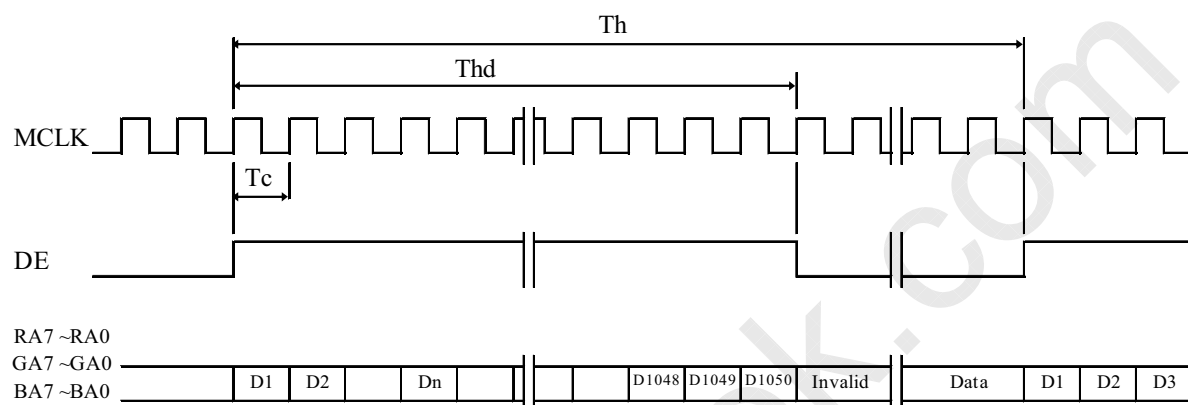 Th
Thd
MCLK
Tc
DE
RA7 ~RA0
GA7 ~GA0
BA7 ~BA0
D1 D2 Dn D1048 D1049 D1050 Invalid Data D1 D2 D3
k.com